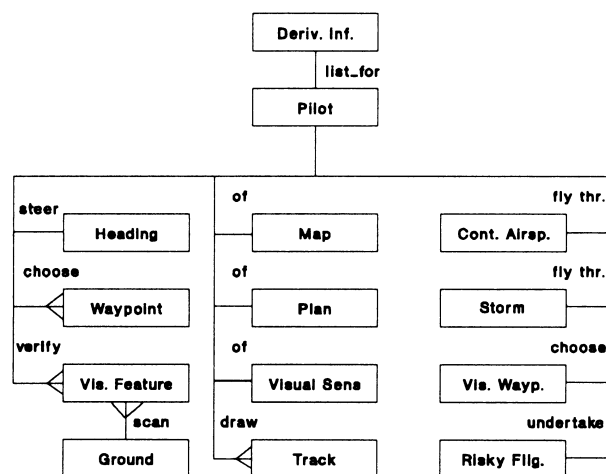 Deriv. Inf.
list_for
Pilot
steer
of
fly thr.
Heading
Map
Cont. Airsp.
choose
of
fly thr.
Waypoint
Plan
Storm
verify
of
choose
Vis. Feature
Visual Sens
Vis. Wayp.
scan
draw
undertake
Ground
Track
Risky Flig.